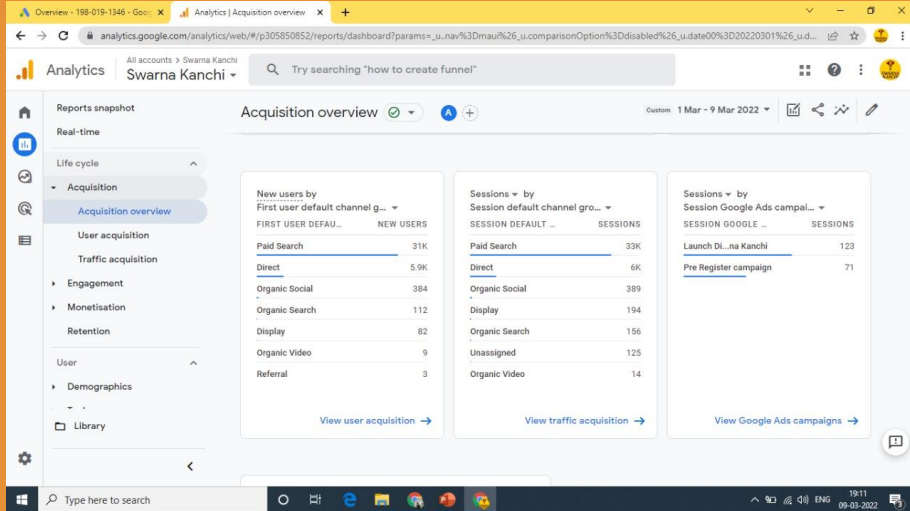 Overview - 198-019-1346 - Goog
Analytics | Acquisition overview
analytics.google.com/analytics/web/#/p305850852/reports/dashboard?params=_u..nav%3Dmaui%26_u.comparisonOption%3Ddisabled%26_u.date00%3D20220301%26_u.d...
Analytics
All accounts > Swarna Kanchi
Swarna Kanchi
Try searching "how to create funnel"
Reports snapshot
Real-time
Life cycle
Acquisition
Acquisition overview
User acquisition
Traffic acquisition
Engagement
Monetisation
Retention
User
Demographics
Library
Acquisition overview
A
Custom 1 Mar - 9 Mar 2022
New users by
First user default channel g...
FIRST USER DEFAU... NEW USERS
Paid Search 31K
Direct 5.9K
Organic Social 384
Organic Search 112
Display 82
Organic Video 9
Referral 3
View user acquisition →
Sessions by
Session default channel gro...
SESSION DEFAULT ... SESSIONS
Paid Search 33K
Direct 6K
Organic Social 389
Display 194
Organic Search 156
Unassigned 125
Organic Video 14
View traffic acquisition →
Sessions by
Session Google Ads campai...
SESSION GOOGLE ... SESSIONS
Launch Di...na Kanchi 123
Pre Register campaign 71
View Google Ads campaigns →
Type here to search
ENG
19:11
09-03-2022
3